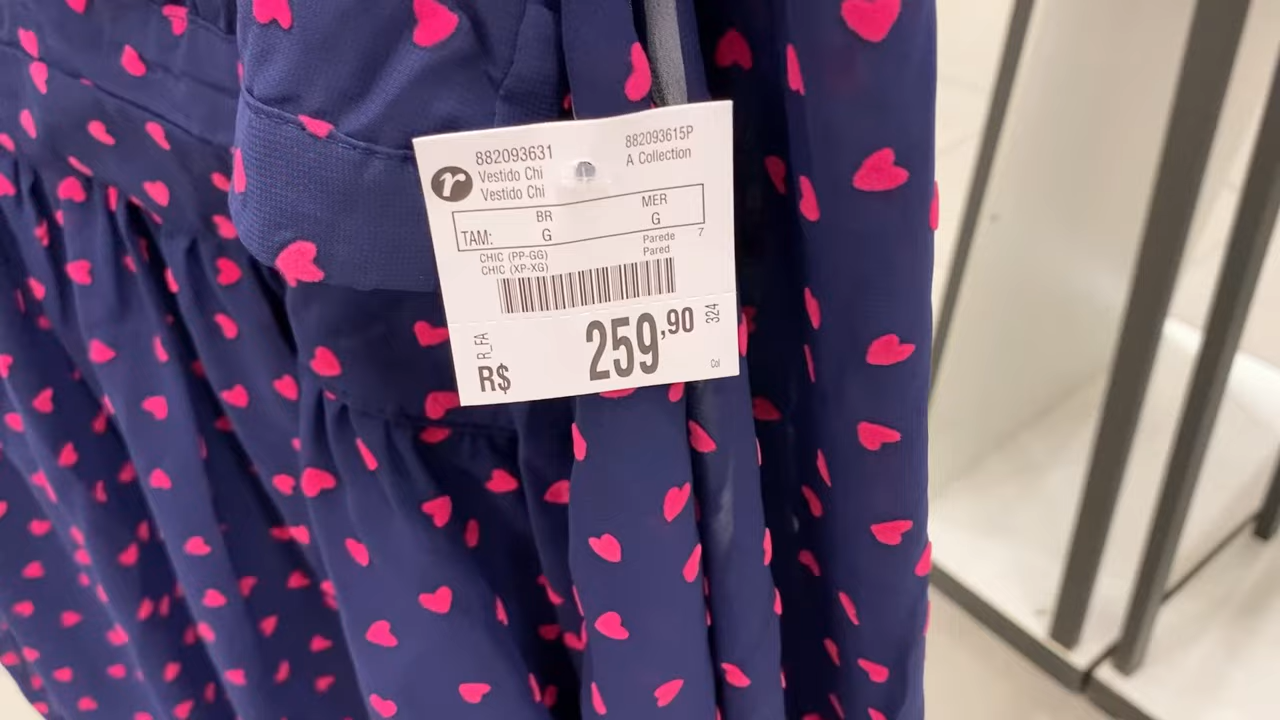 882093631
882093615P
Vestido Chi
A Collection
Vestido Chi
r
BR MER
TAM: G G
CHIC (PP-GG)
Parede 7
CHIC (XP-XG)
Pared
R_FA
R$ 259,90
324
Col